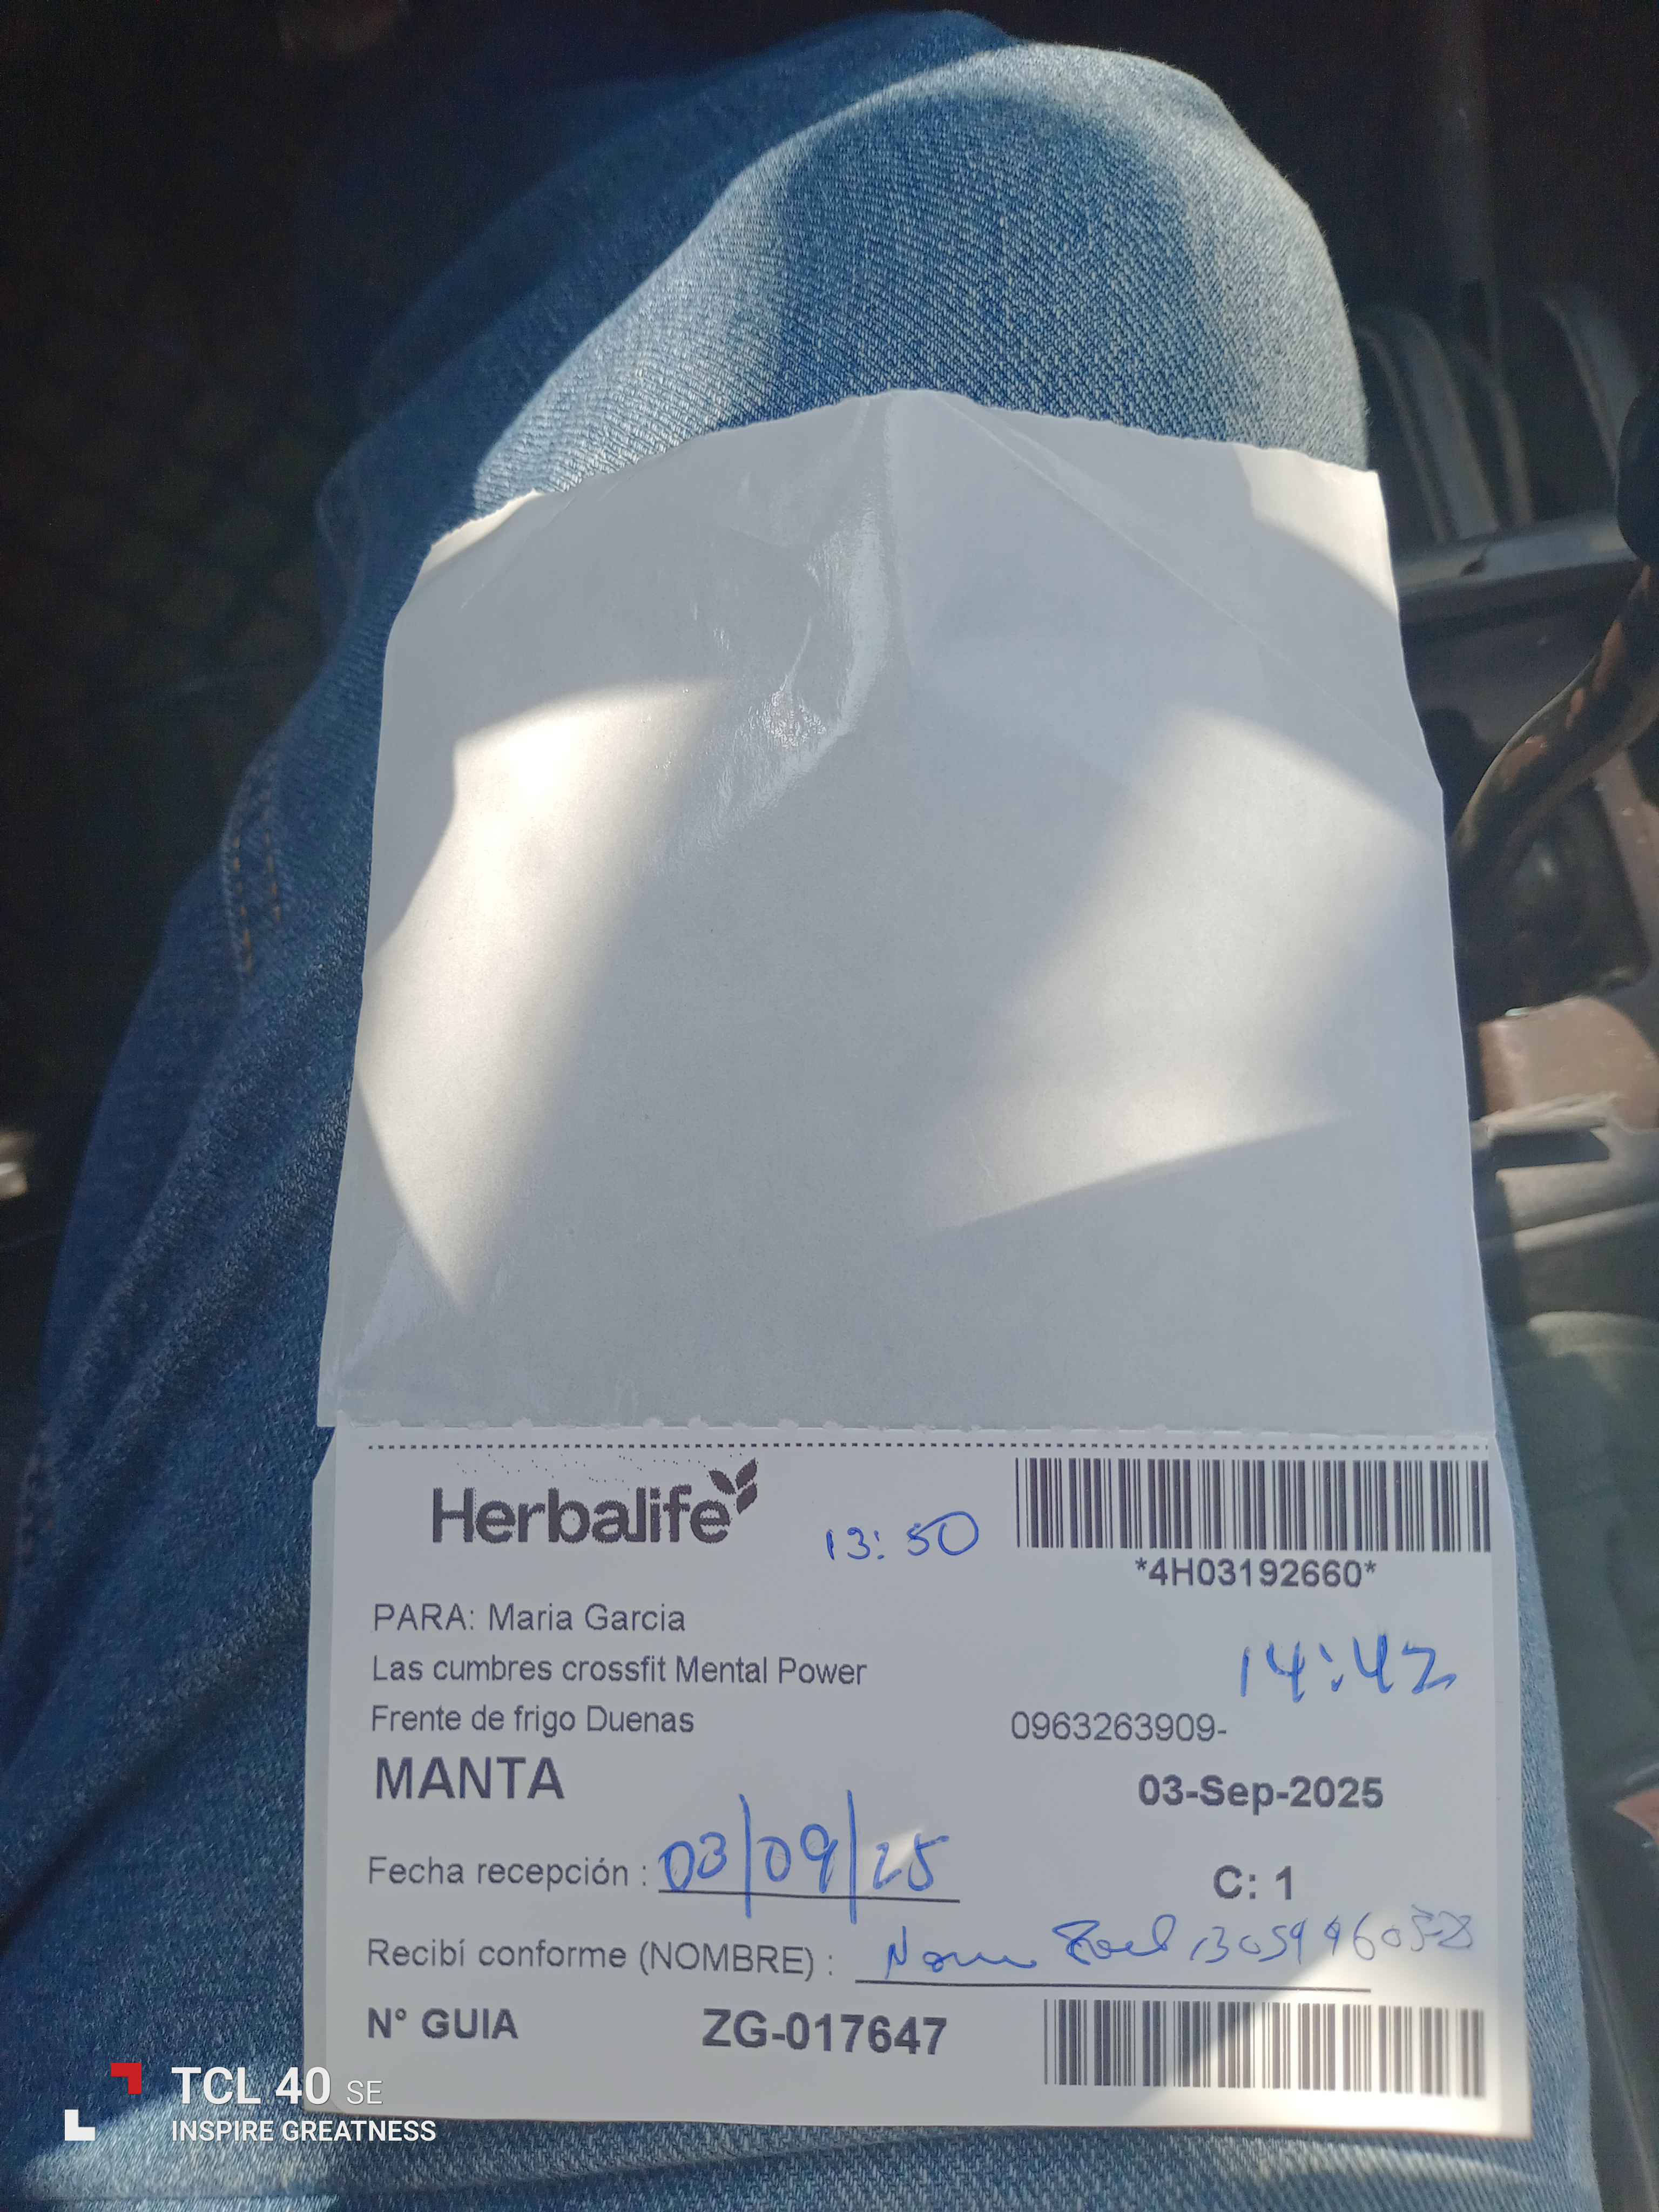 Herbalife
13:50
*4H03192660*
PARA: Maria Garcia
Las cumbres crossfit Mental Power
14:42
Frente de frigo Duenas
0963263909-
MANTA
03-Sep-2025
Fecha recepción : 03/09/25
C: 1
Recibí conforme (NOMBRE) :
N° GUIA ZG-017647
TCL 40 SE
INSPIRE GREATNESS